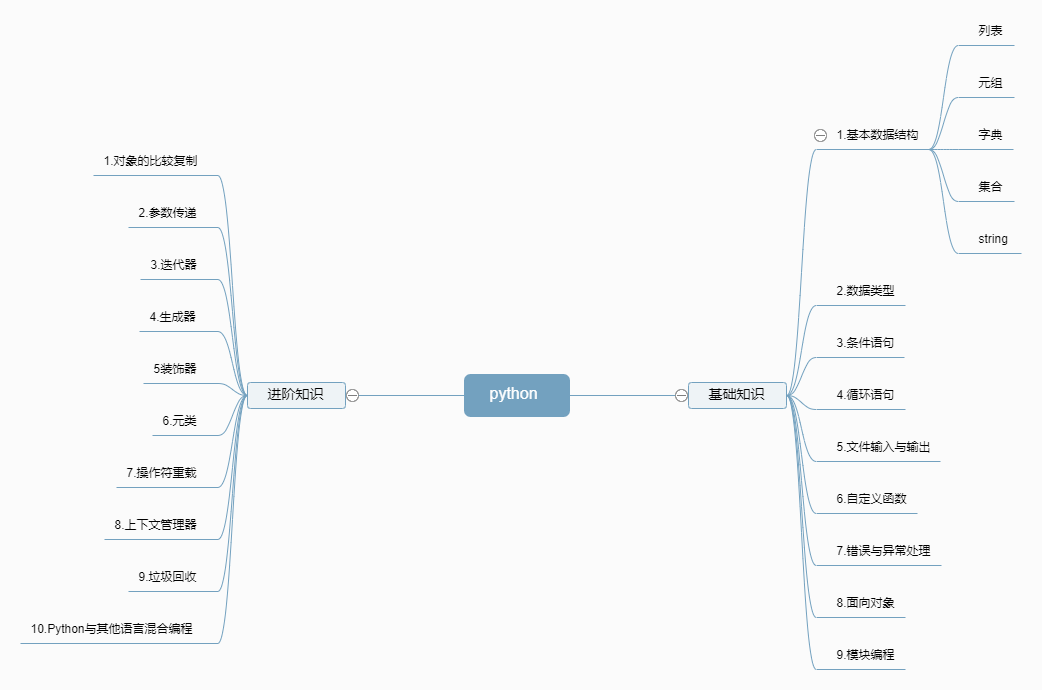 python
基础知识
1.基本数据结构
列表
元组
字典
集合
string
2.数据类型
3.条件语句
4.循环语句
5.文件输入与输出
6.自定义函数
7.错误与异常处理
8.面向对象
9.模块编程
进阶知识
1.对象的比较复制
2.参数传递
3.迭代器
4.生成器
5装饰器
6.元类
7.操作符重载
8.上下文管理器
9.垃圾回收
10.Python与其他语言混合编程